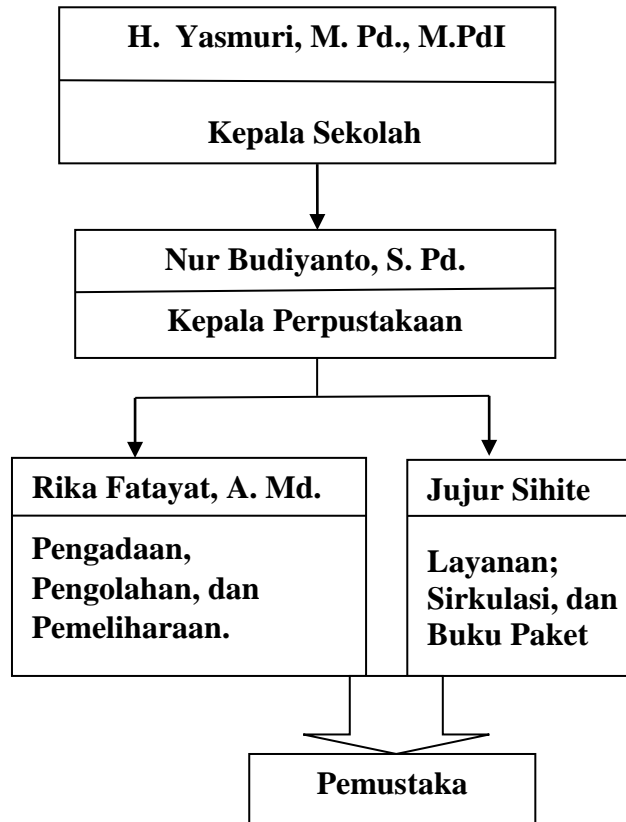 H. Yasmuri, M. Pd., M.PdI
Kepala Sekolah
Nur Budiyanto, S. Pd.
Kepala Perpustakaan
Rika Fatayat, A. Md.
Pengadaan,
Pengolahan, dan
Pemeliharaan.
Jujur Sihite
Layanan;
Sirkulasi, dan
Buku Paket
Pemustaka